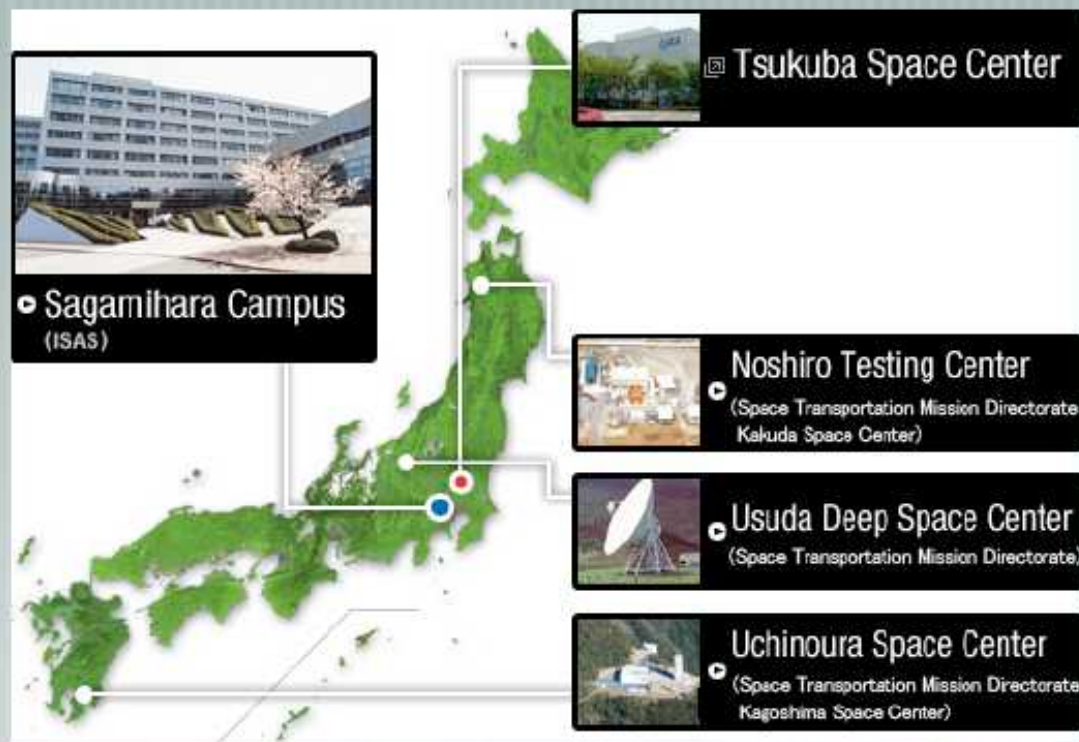 Tsukuba Space Center
Sagamihara Campus
(ISAS)
Noshiro Testing Center
(Space Transportation Mission Directorate
Kakuda Space Center)
Usuda Deep Space Center
(Space Transportation Mission Directorate)
Uchinoura Space Center
(Space Transportation Mission Directorate
Kagoshima Space Center)